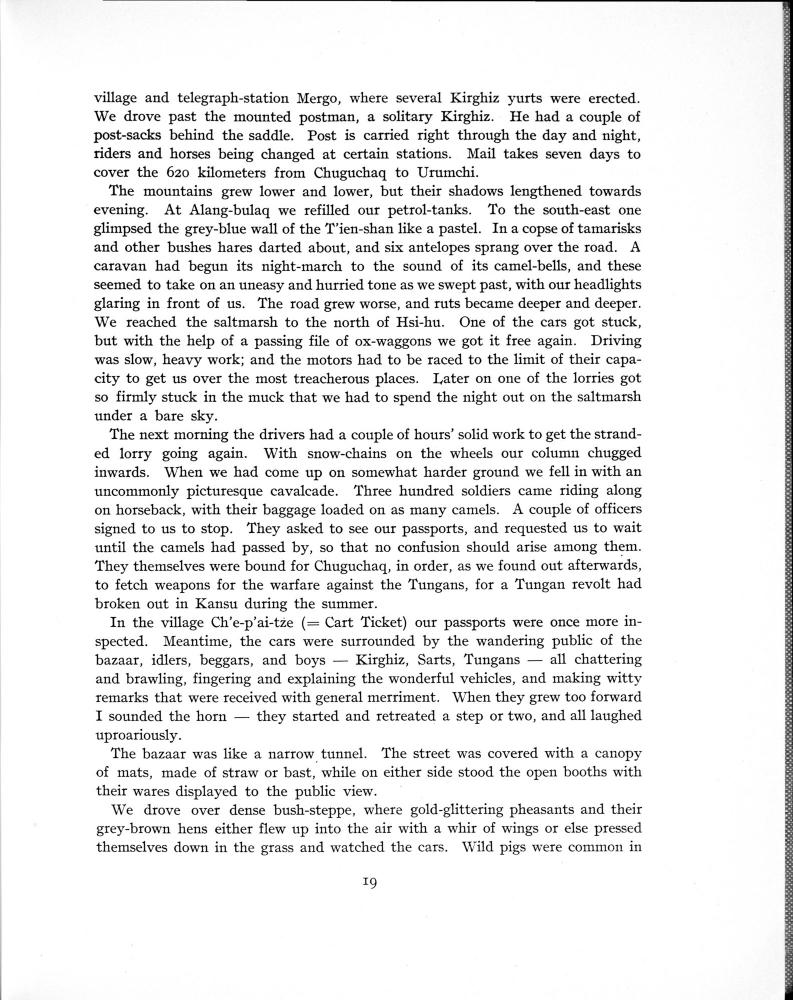 village and telegraph-station Mergo, where several Kirghiz yurts were erected.
We drove past the mounted postman, a solitary Kirghiz. He had a couple of
post-sacks behind the saddle. Post is carried right through the day and night,
riders and horses being changed at certain stations. Mail takes seven days to
cover the 620 kilometers from Chuguchaq to Urumchi.
The mountains grew lower and lower, but their shadows lengthened towards
evening. At Alang-bulaq we refilled our petrol-tanks. To the south-east one
glimpsed the grey-blue wall of the T'ien-shan like a pastel. In a copse of tamarisks
and other bushes hares darted about, and six antelopes sprang over the road. A
caravan had begun its night-march to the sound of its camel-bells, and these
seemed to take on an uneasy and hurried tone as we swept past, with our headlights
glaring in front of us. The road grew worse, and ruts became deeper and deeper.
We reached the saltmarsh to the north of Hsi-hu. One of the cars got stuck,
but with the help of a passing file of ox-waggons we got it free again. Driving
was slow, heavy work; and the motors had to be raced to the limit of their capa-
city to get us over the most treacherous places. Later on one of the lorries got
so firmly stuck in the muck that we had to spend the night out on the saltmarsh
under a bare sky.
The next morning the drivers had a couple of hours' solid work to get the strand-
ed lorry going again. With snow-chains on the wheels our column chugged
inwards. When we had come up on somewhat harder ground we fell in with an
uncommonly picturesque cavalcade. Three hundred soldiers came riding along
on horseback, with their baggage loaded on as many camels. A couple of officers
signed to us to stop. They asked to see our passports, and requested us to wait
until the camels had passed by, so that no confusion should arise among them.
They themselves were bound for Chuguchaq, in order, as we found out afterwards,
to fetch weapons for the warfare against the Tungans, for a Tungan revolt had
broken out in Kansu during the summer.
In the village Ch'e-p'ai-tze (= Cart Ticket) our passports were once more in-
spected. Meantime, the cars were surrounded by the wandering public of the
bazaar, idlers, beggars, and boys — Kirghiz, Sarts, Tungans — all chattering
and brawling, fingering and explaining the wonderful vehicles, and making witty
remarks that were received with general merriment. When they grew too forward
I sounded the horn — they started and retreated a step or two, and all laughed
uproariously.
The bazaar was like a narrow tunnel. The street was covered with a canopy
of mats, made of straw or bast, while on either side stood the open booths with
their wares displayed to the public view.
We drove over dense bush-steppe, where gold-glittering pheasants and their
grey-brown hens either flew up into the air with a whir of wings or else pressed
themselves down in the grass and watched the cars. Wild pigs were common in
19